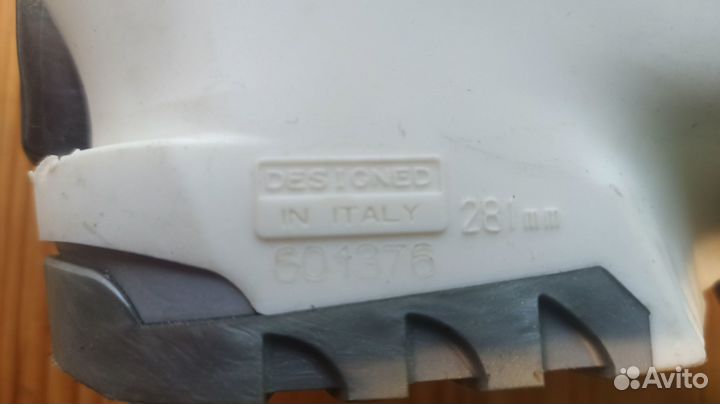 DESIGNED
IN ITALY
281mm
601376
Avito